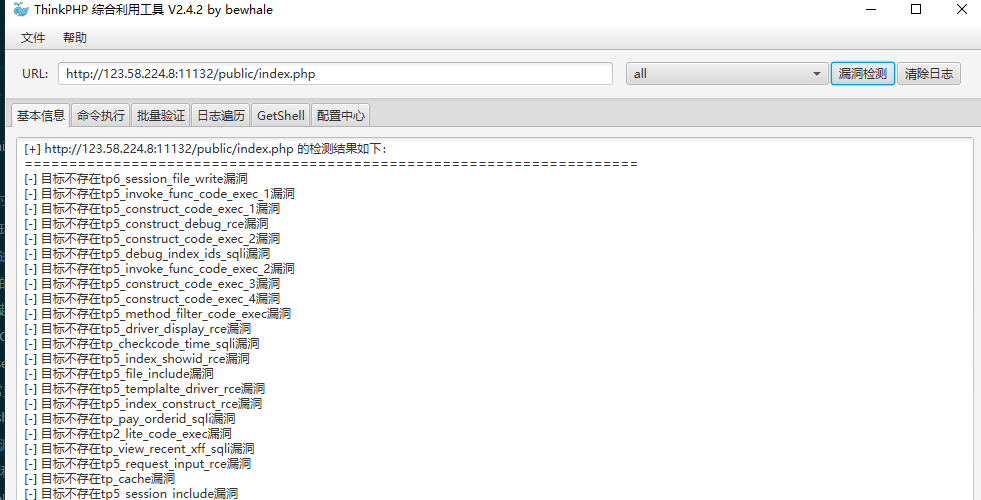 ThinkPHP 综合利用工具 V2.4.2 by bewhale
文件 帮助
URL: http://123.58.224.8:11132/public/index.php all 漏洞检测 清除日志
基本信息 命令执行 批量验证 日志遍历 GetShell 配置中心
[+] http://123.58.224.8:11132/public/index.php 的检测结果如下：
======================================================================
[-] 目标不存在tp6_session_file_write漏洞
[-] 目标不存在tp5_invoke_func_code_exec_1漏洞
[-] 目标不存在tp5_construct_code_exec_1漏洞
[-] 目标不存在tp5_construct_debug_rce漏洞
[-] 目标不存在tp5_construct_code_exec_2漏洞
[-] 目标不存在tp5_debug_index_ids_sqli漏洞
[-] 目标不存在tp5_invoke_func_code_exec_2漏洞
[-] 目标不存在tp5_construct_code_exec_3漏洞
[-] 目标不存在tp5_construct_code_exec_4漏洞
[-] 目标不存在tp5_method_filter_code_exec漏洞
[-] 目标不存在tp5_driver_display_rce漏洞
[-] 目标不存在tp_checkcode_time_sqli漏洞
[-] 目标不存在tp5_index_showid_rce漏洞
[-] 目标不存在tp5_file_include漏洞
[-] 目标不存在tp5_templalte_driver_rce漏洞
[-] 目标不存在tp5_index_construct_rce漏洞
[-] 目标不存在tp_pay_orderid_sqli漏洞
[-] 目标不存在tp2_lite_code_exec漏洞
[-] 目标不存在tp_view_recent_xff_sqli漏洞
[-] 目标不存在tp5_request_input_rce漏洞
[-] 目标不存在tp_cache漏洞
[-] 目标不存在tp5_session_include漏洞